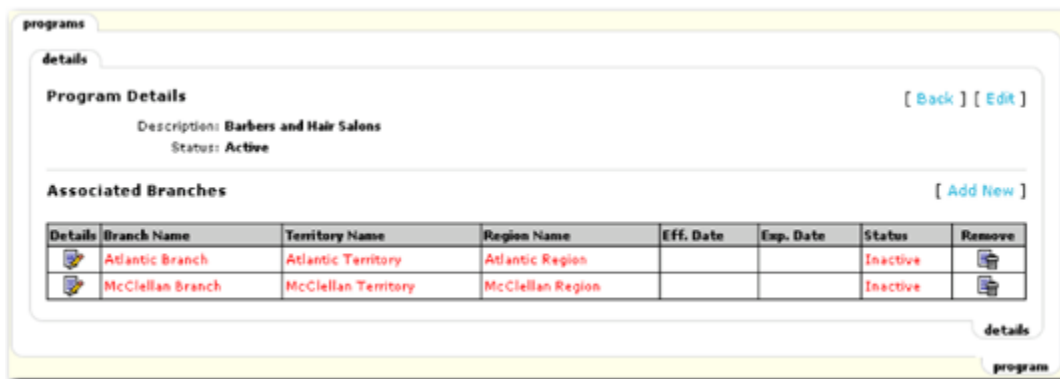 programs
details
Program Details [ Back ] [ Edit ]
Description: Barbers and Hair Salons
Status: Active
Associated Branches [ Add New ]
Details Branch Name Territory Name Region Name Eff. Date Exp. Date Status Remove
Atlantic Branch Atlantic Territory Atlantic Region Inactive
McClellan Branch McClellan Territory McClellan Region Inactive
details
program